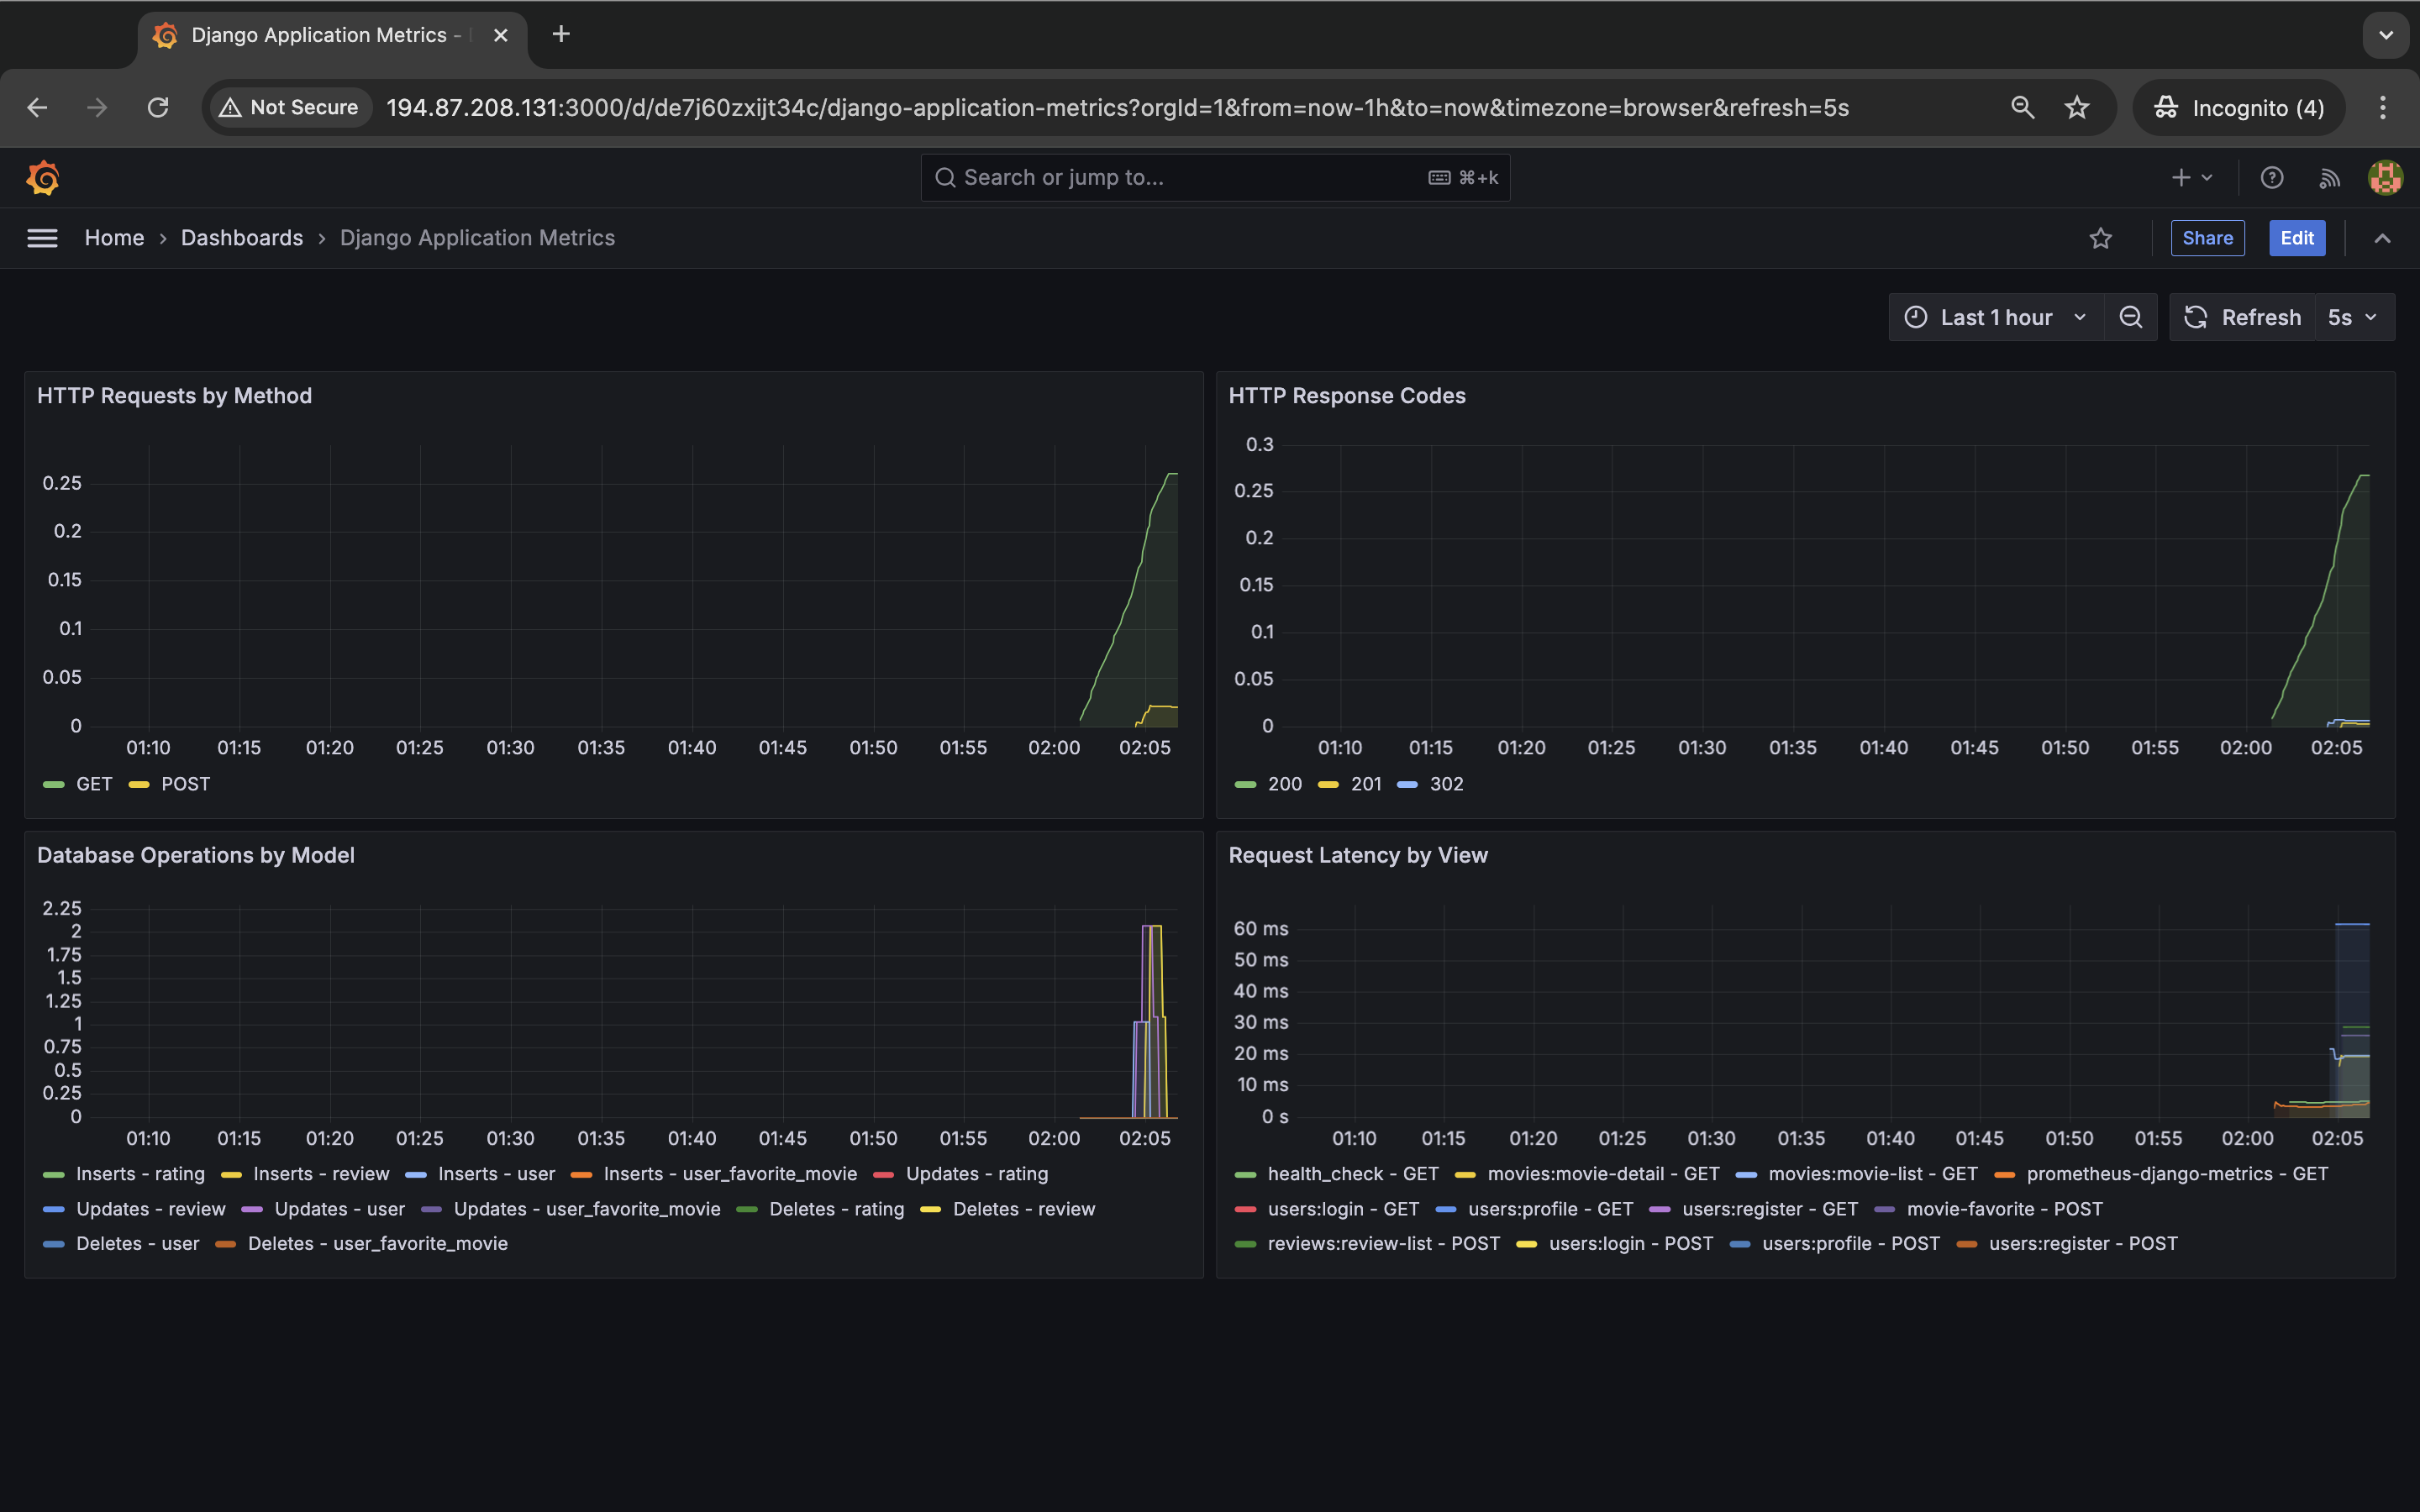 Django Application Metrics -
Not Secure 194.87.208.131:3000/d/de7j60zxijt34c/django-application-metrics?orgId=1&from=now-1h&to=now&timezone=browser&refresh=5s Incognito (4)
Search or jump to... ⌘+k
Home › Dashboards › Django Application Metrics Share Edit
Last 1 hour Refresh 5s
HTTP Requests by Method
0.25
0.2
0.15
0.1
0.05
0
01:10 01:15 01:20 01:25 01:30 01:35 01:40 01:45 01:50 01:55 02:00 02:05
GET POST
HTTP Response Codes
0.3
0.25
0.2
0.15
0.1
0.05
0
01:10 01:15 01:20 01:25 01:30 01:35 01:40 01:45 01:50 01:55 02:00 02:05
200 201 302
Database Operations by Model
2.25
2
1.75
1.5
1.25
1
0.75
0.5
0.25
0
01:10 01:15 01:20 01:25 01:30 01:35 01:40 01:45 01:50 01:55 02:00 02:05
Inserts - rating Inserts - review Inserts - user Inserts - user_favorite_movie Updates - rating
Updates - review Updates - user Updates - user_favorite_movie Deletes - rating Deletes - review
Deletes - user Deletes - user_favorite_movie
Request Latency by View
60 ms
50 ms
40 ms
30 ms
20 ms
10 ms
0 s
01:10 01:15 01:20 01:25 01:30 01:35 01:40 01:45 01:50 01:55 02:00 02:05
health_check - GET movies:movie-detail - GET movies:movie-list - GET prometheus-django-metrics - GET
users:login - GET users:profile - GET users:register - GET movie-favorite - POST
reviews:review-list - POST users:login - POST users:profile - POST users:register - POST